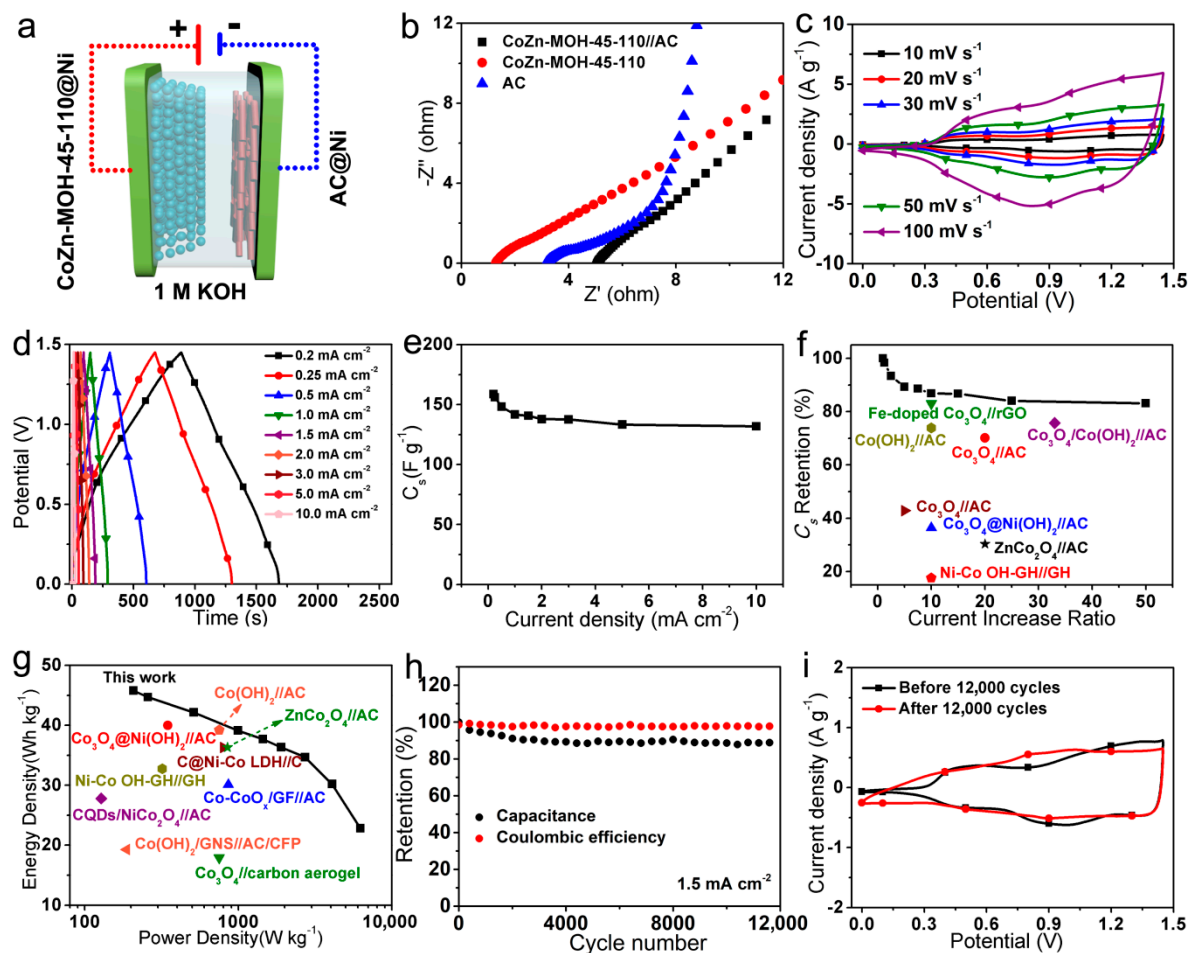 a
+
-
CoZn-MOH-45-110@Ni
AC@Ni
1 M KOH
b
CoZn-MOH-45-110//AC
CoZn-MOH-45-110
AC
-Z'' (ohm)
12
8
4
0
0 4 8 12
Z' (ohm)
c
10 mV s⁻¹
20 mV s⁻¹
30 mV s⁻¹
50 mV s⁻¹
100 mV s⁻¹
Current density (A g⁻¹)
10
5
0
-5
-10
0.0 0.3 0.6 0.9 1.2 1.5
Potential (V)
d
0.2 mA cm⁻²
0.25 mA cm⁻²
0.5 mA cm⁻²
1.0 mA cm⁻²
1.5 mA cm⁻²
2.0 mA cm⁻²
3.0 mA cm⁻²
5.0 mA cm⁻²
10.0 mA cm⁻²
Potential (V)
1.5
1.0
0.5
0.0
0 500 1000 1500 2000 2500
Time (s)
e
Cₛ (F g⁻¹)
200
150
100
50
0
0 2 4 6 8 10
Current density (mA cm⁻²)
f
Fe-doped Co₃O₄//rGO
Co(OH)₂//AC
Co₃O₄/Co(OH)₂//AC
Co₃O₄//AC
Co₃O₄//AC
Co₃O₄@Ni(OH)₂//AC
ZnCo₂O₄//AC
Ni-Co OH-GH//GH
Cₛ Retention (%)
100
80
60
40
20
0 10 20 30 40 50
Current Increase Ratio
g
This work
Co(OH)₂//AC
ZnCo₂O₄//AC
Co₃O₄@Ni(OH)₂//AC
C@Ni-Co LDH//C
Ni-Co OH-GH//GH
Co-CoOₓ/GF//AC
CQDs/NiCo₂O₄//AC
Co(OH)₂/GNS//AC/CFP
Co₃O₄//carbon aerogel
Energy Density(Wh kg⁻¹)
50
40
30
20
10
100 1000 10,000
Power Density(W kg⁻¹)
h
Capacitance
Coulombic efficiency
1.5 mA cm⁻²
Retention (%)
120
100
80
60
40
20
0
0 4000 8000 12000
Cycle number
i
Before 12,000 cycles
After 12,000 cycles
Current density (A g⁻¹)
2
1
0
-1
-2
0.0 0.3 0.6 0.9 1.2 1.5
Potential (V)